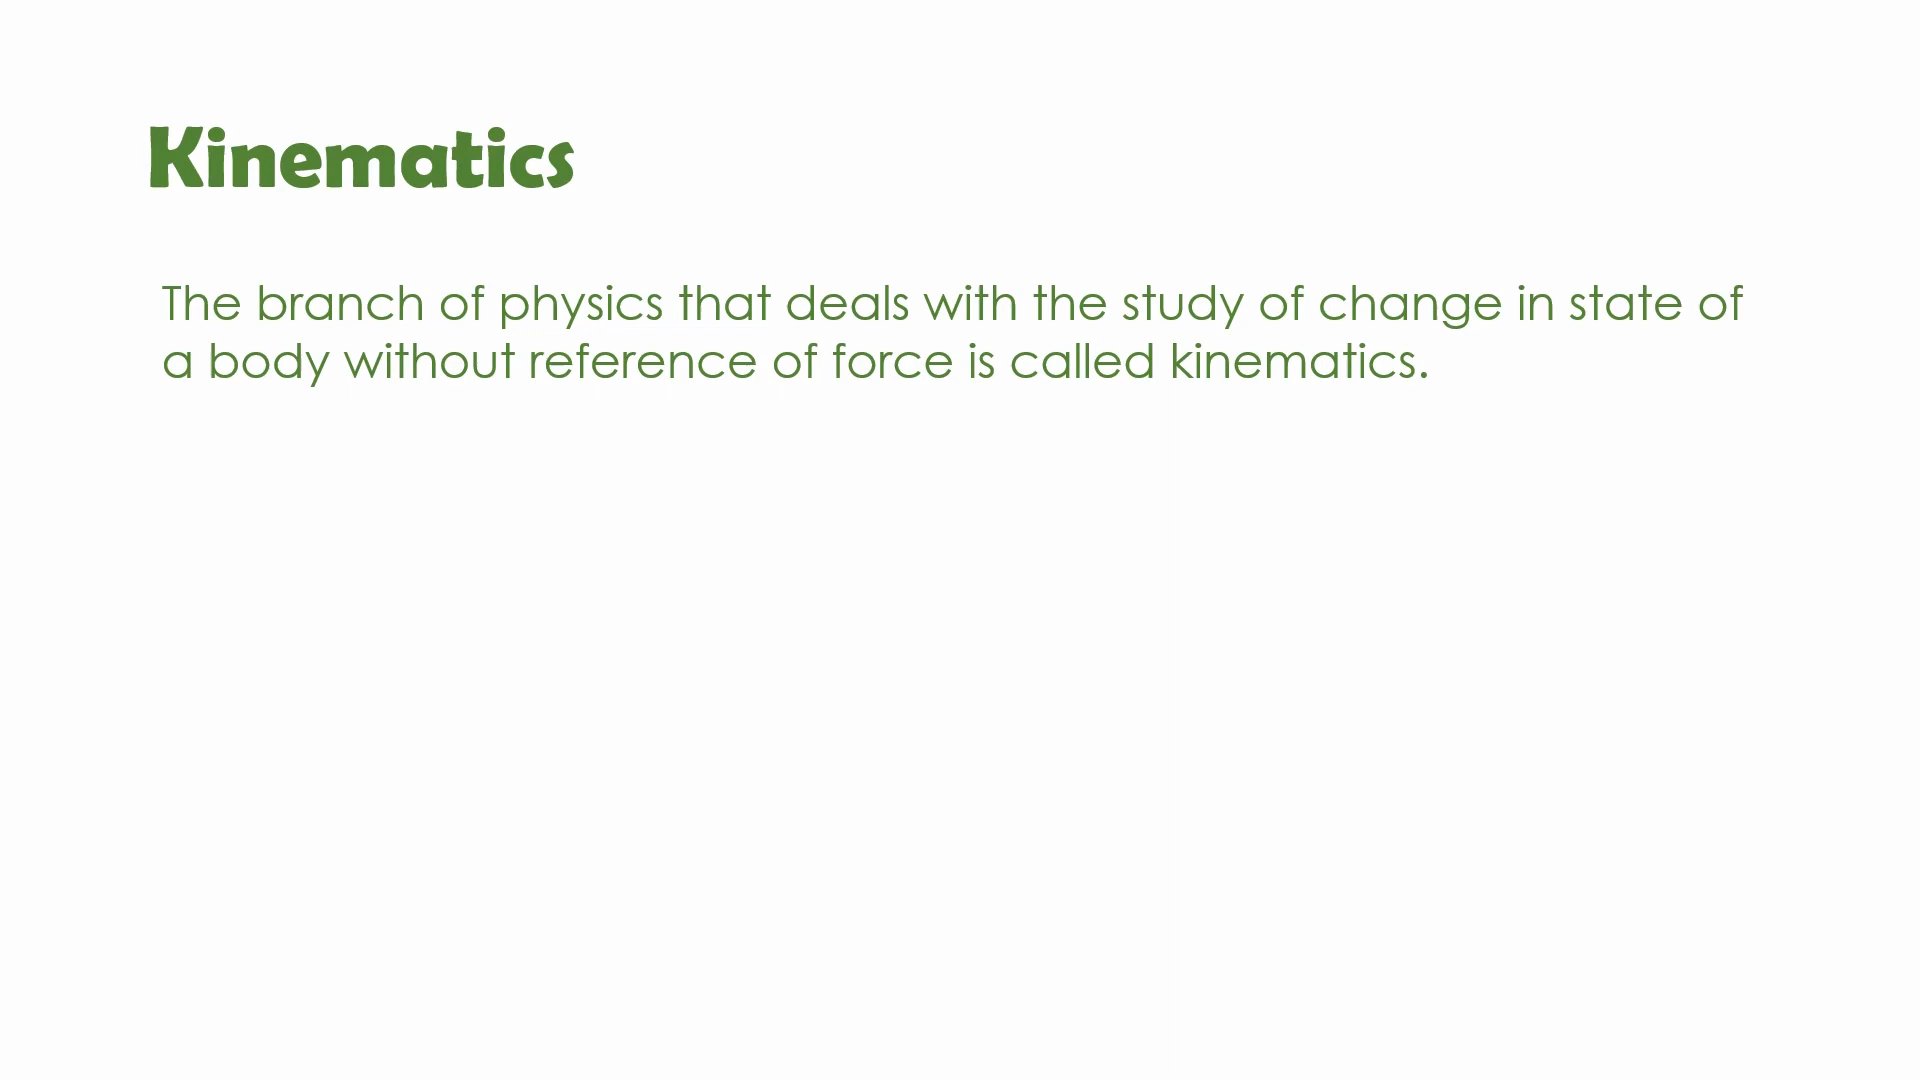 Kinematics
The branch of physics that deals with the study of change in state of
a body without reference of force is called kinematics.